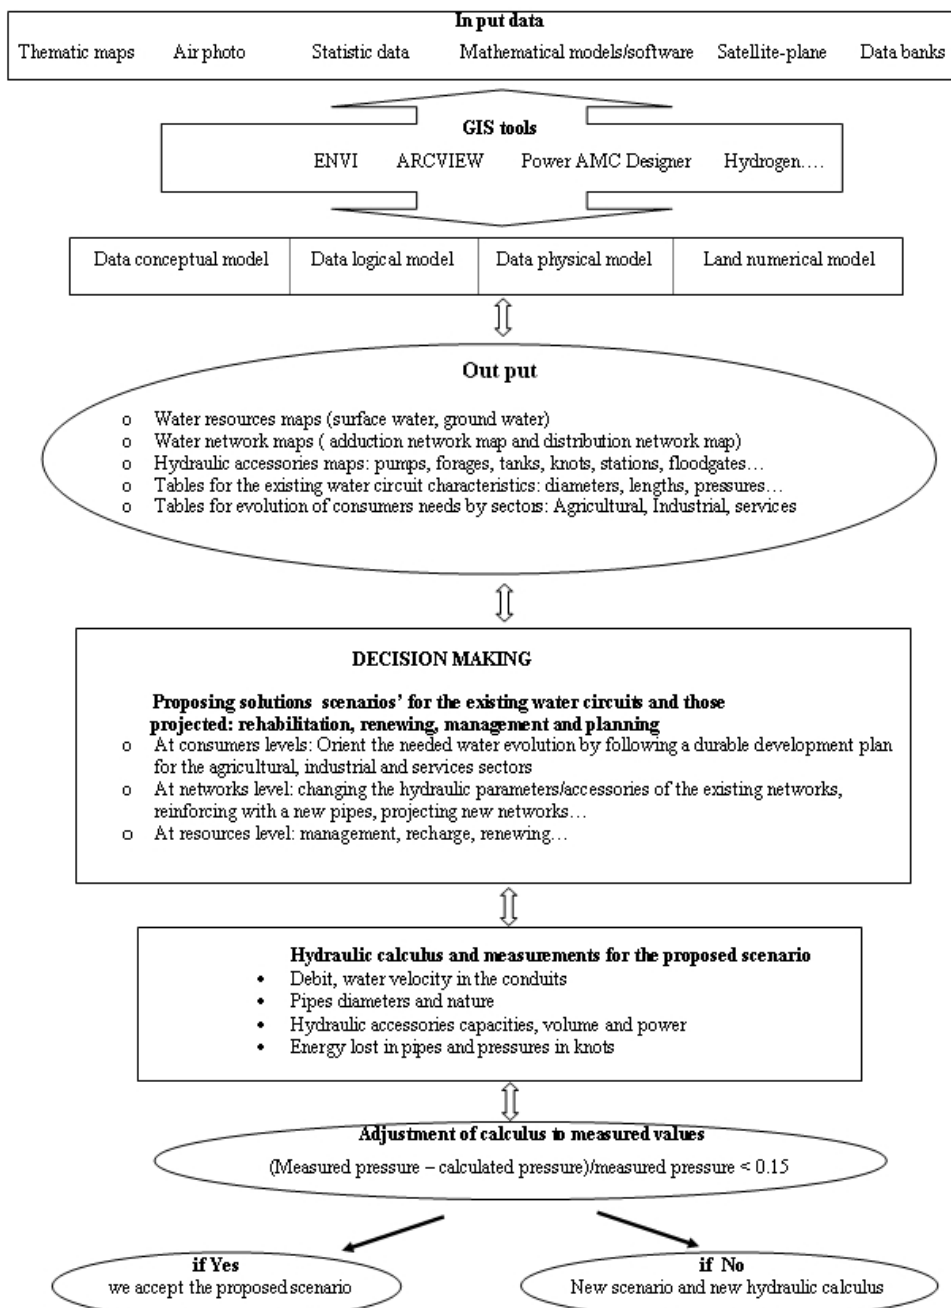 In put data
Thematic maps Air photo Statistic data Mathematical models/software Satellite-plane Data banks
GIS tools
ENVI ARCVIEW Power AMC Designer Hydrogen….
Data conceptual model Data logical model Data physical model Land numerical model
Out put
o Water resources maps (surface water, ground water)
o Water network maps ( adduction network map and distribution network map)
o Hydraulic accessories maps: pumps, forages, tanks, knots, stations, floodgates…
o Tables for the existing water circuit characteristics: diameters, lengths, pressures…
o Tables for evolution of consumers needs by sectors: Agricultural, Industrial, services
DECISION MAKING
Proposing solutions scenarios’ for the existing water circuits and those
projected: rehabilitation, renewing, management and planning
o At consumers levels: Orient the needed water evolution by following a durable development plan
for the agricultural, industrial and services sectors
o At networks level: changing the hydraulic parameters/accessories of the existing networks,
reinforcing with a new pipes, projecting new networks…
o At resources level: management, recharge, renewing…
Hydraulic calculus and measurements for the proposed scenario
• Debit, water velocity in the conduits
• Pipes diameters and nature
• Hydraulic accessories capacities, volume and power
• Energy lost in pipes and pressures in knots
Adjustment of calculus to measured values
(Measured pressure – calculated pressure)/measured pressure < 0.15
if Yes
we accept the proposed scenario
if No
New scenario and new hydraulic calculus